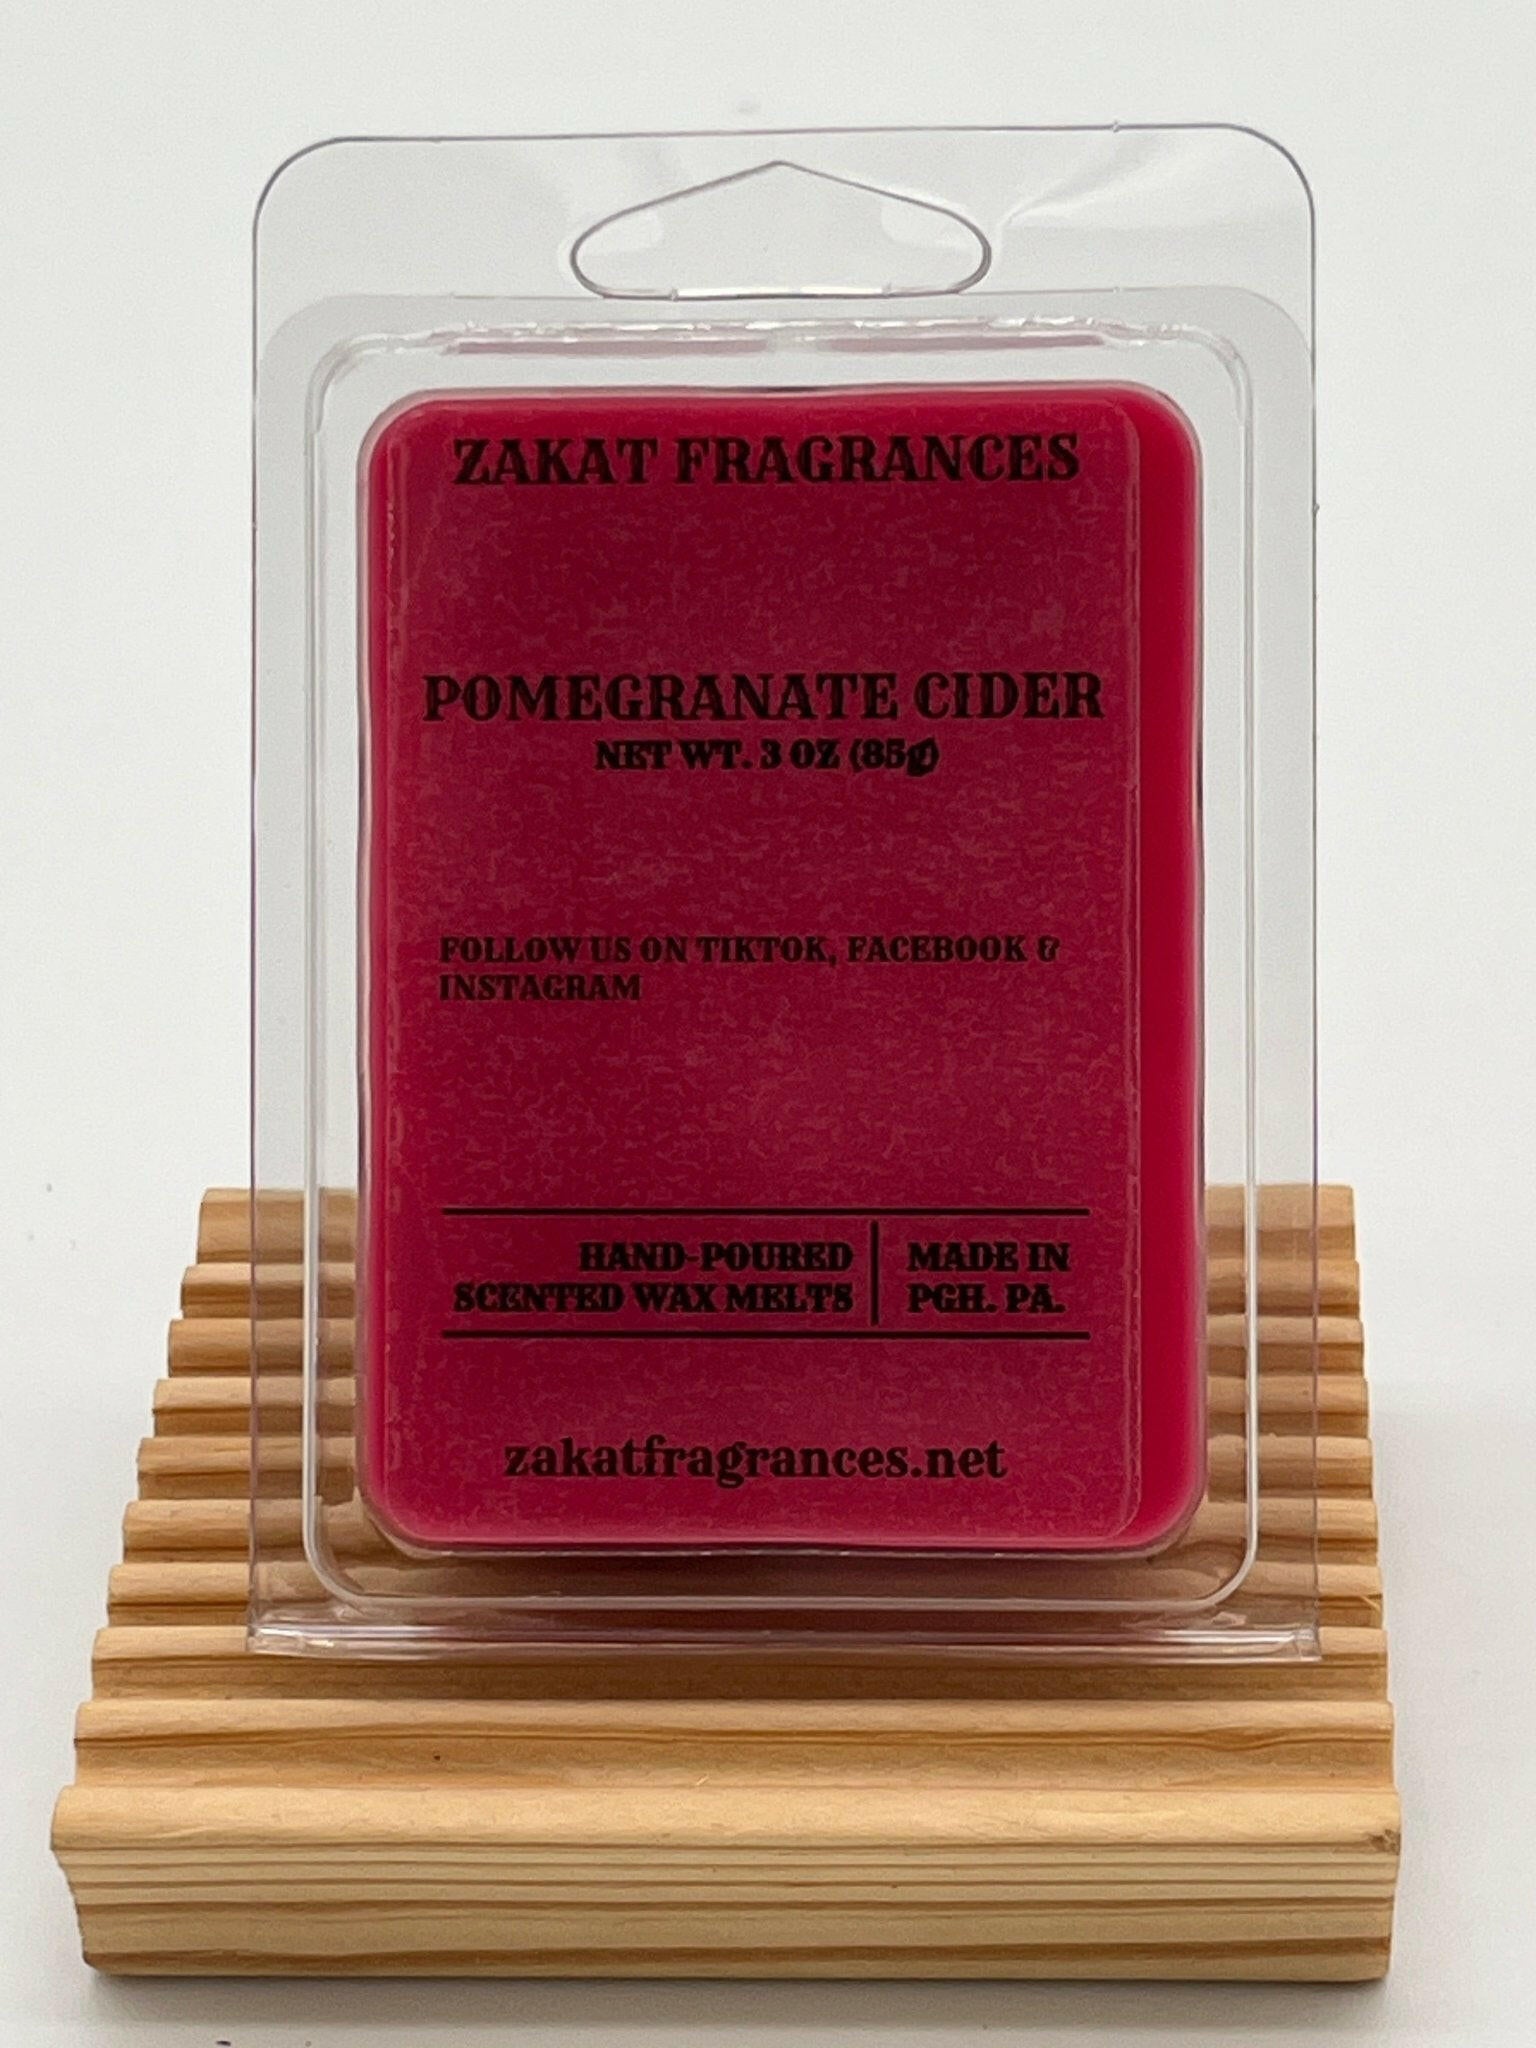 ZAKAT FRAGRANCES
POMEGRANATE CIDER
NET WT. 3 OZ (85g)
FOLLOW US ON TIKTOK, FACEBOOK &
INSTAGRAM
HAND-POURED
SCENTED WAX MELTS
MADE IN
PGH. PA.
zakatfragrances.net